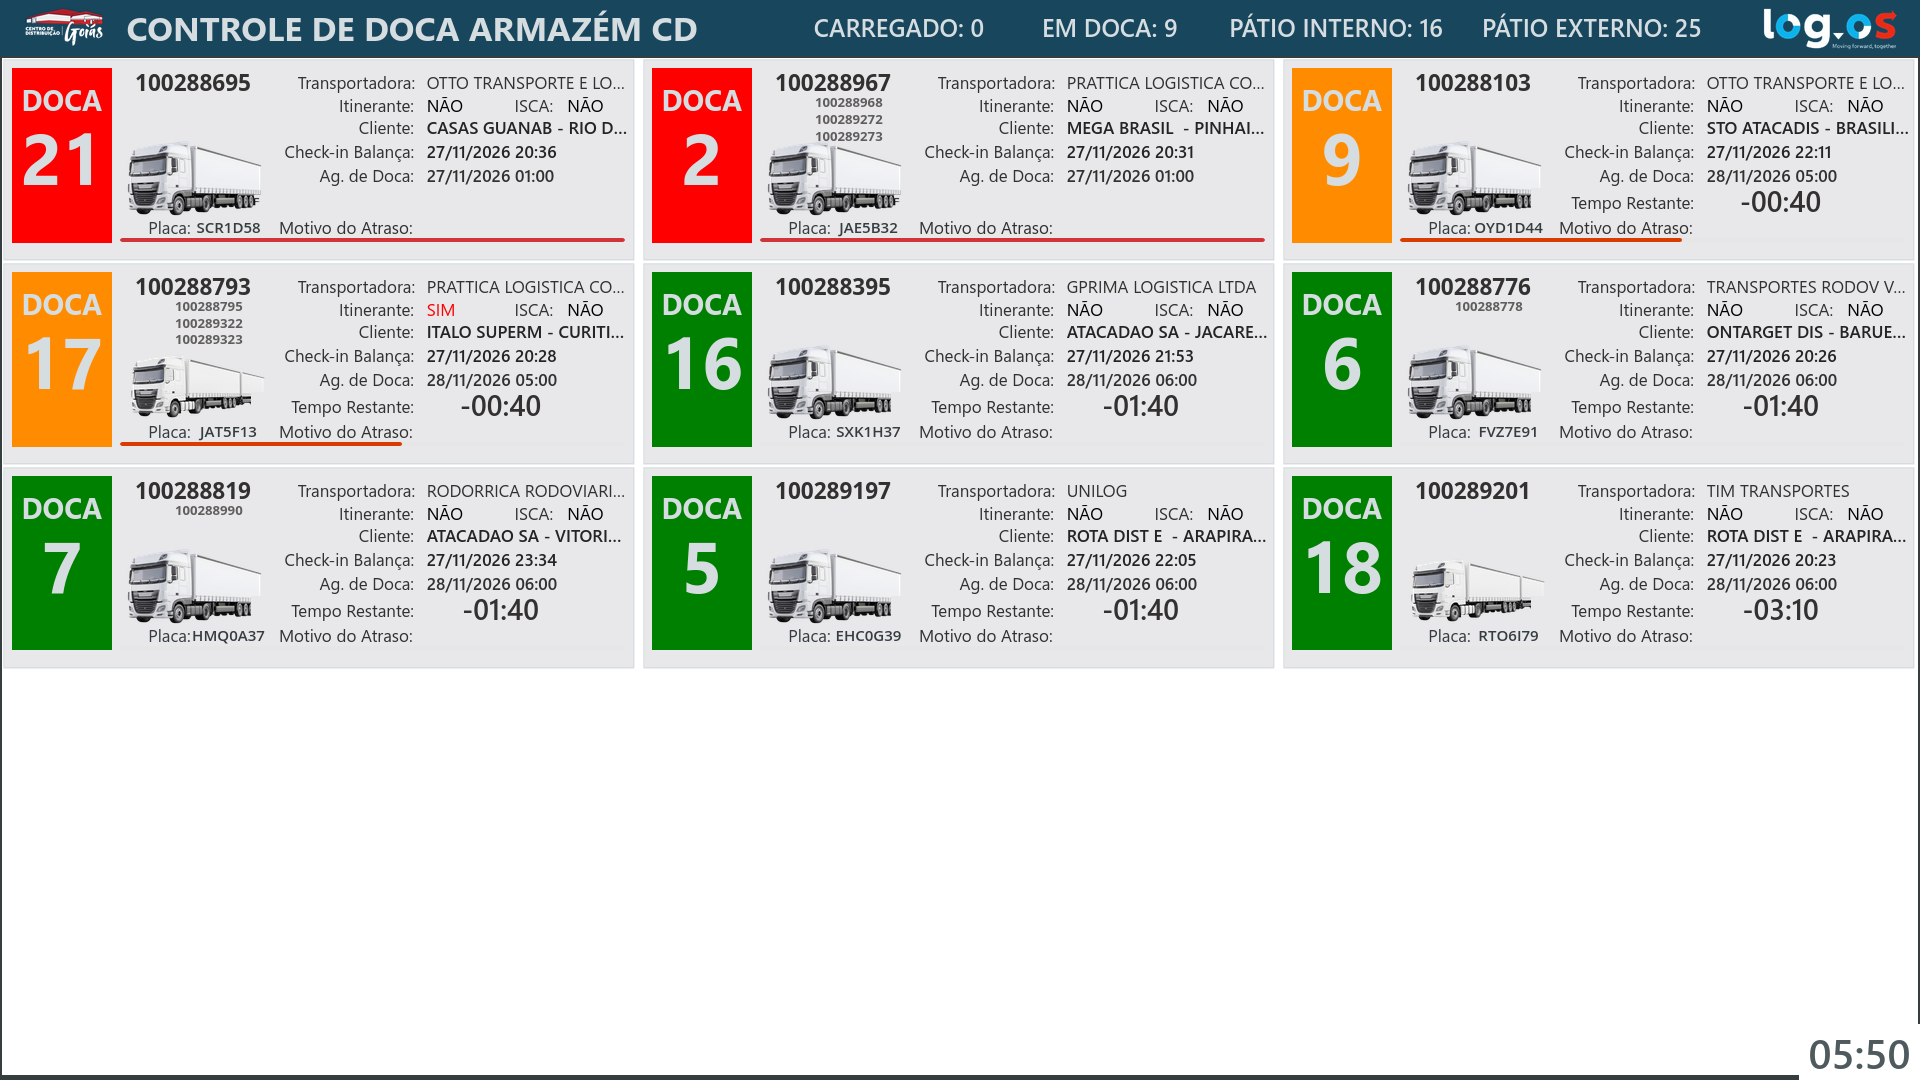 CENTRO DE DISTRIBUIÇÃO Goiás
CONTROLE DE DOCA ARMAZÉM CD
CARREGADO: 0
EM DOCA: 9
PÁTIO INTERNO: 16
PÁTIO EXTERNO: 25
log.os
Moving forward, together
DOCA
21
100288695
Transportadora: OTTO TRANSPORTE E LO...
Itinerante: NÃO ISCA: NÃO
Cliente: CASAS GUANAB - RIO D...
Check-in Balança: 27/11/2026 20:36
Ag. de Doca: 27/11/2026 01:00
Placa: SCR1D58 Motivo do Atraso:
DOCA
2
100288967
100288968
100289272
100289273
Transportadora: PRATTICA LOGISTICA CO...
Itinerante: NÃO ISCA: NÃO
Cliente: MEGA BRASIL - PINHAI...
Check-in Balança: 27/11/2026 20:31
Ag. de Doca: 27/11/2026 01:00
Placa: JAE5B32 Motivo do Atraso:
DOCA
9
100288103
Transportadora: OTTO TRANSPORTE E LO...
Itinerante: NÃO ISCA: NÃO
Cliente: STO ATACADIS - BRASILI...
Check-in Balança: 27/11/2026 22:11
Ag. de Doca: 28/11/2026 05:00
Tempo Restante: -00:40
Placa: OYD1D44 Motivo do Atraso:
DOCA
17
100288793
100288795
100289322
100289323
Transportadora: PRATTICA LOGISTICA CO...
Itinerante: SIM ISCA: NÃO
Cliente: ITALO SUPERM - CURITI...
Check-in Balança: 27/11/2026 20:28
Ag. de Doca: 28/11/2026 05:00
Tempo Restante: -00:40
Placa: JAT5F13 Motivo do Atraso:
DOCA
16
100288395
Transportadora: GPRIMA LOGISTICA LTDA
Itinerante: NÃO ISCA: NÃO
Cliente: ATACADAO SA - JACARE...
Check-in Balança: 27/11/2026 21:53
Ag. de Doca: 28/11/2026 06:00
Tempo Restante: -01:40
Placa: SXK1H37 Motivo do Atraso:
DOCA
6
100288776
100288778
Transportadora: TRANSPORTES RODOV V...
Itinerante: NÃO ISCA: NÃO
Cliente: ONTARGET DIS - BARUE...
Check-in Balança: 27/11/2026 20:26
Ag. de Doca: 28/11/2026 06:00
Tempo Restante: -01:40
Placa: FVZ7E91 Motivo do Atraso:
DOCA
7
100288819
100288990
Transportadora: RODORRICA RODOVIARI...
Itinerante: NÃO ISCA: NÃO
Cliente: ATACADAO SA - VITORI...
Check-in Balança: 27/11/2026 23:34
Ag. de Doca: 28/11/2026 06:00
Tempo Restante: -01:40
Placa: HMQ0A37 Motivo do Atraso:
DOCA
5
100289197
Transportadora: UNILOG
Itinerante: NÃO ISCA: NÃO
Cliente: ROTA DIST E - ARAPIRA...
Check-in Balança: 27/11/2026 22:05
Ag. de Doca: 28/11/2026 06:00
Tempo Restante: -01:40
Placa: EHC0G39 Motivo do Atraso:
DOCA
18
100289201
Transportadora: TIM TRANSPORTES
Itinerante: NÃO ISCA: NÃO
Cliente: ROTA DIST E - ARAPIRA...
Check-in Balança: 27/11/2026 20:23
Ag. de Doca: 28/11/2026 06:00
Tempo Restante: -03:10
Placa: RTO6I79 Motivo do Atraso:
05:50